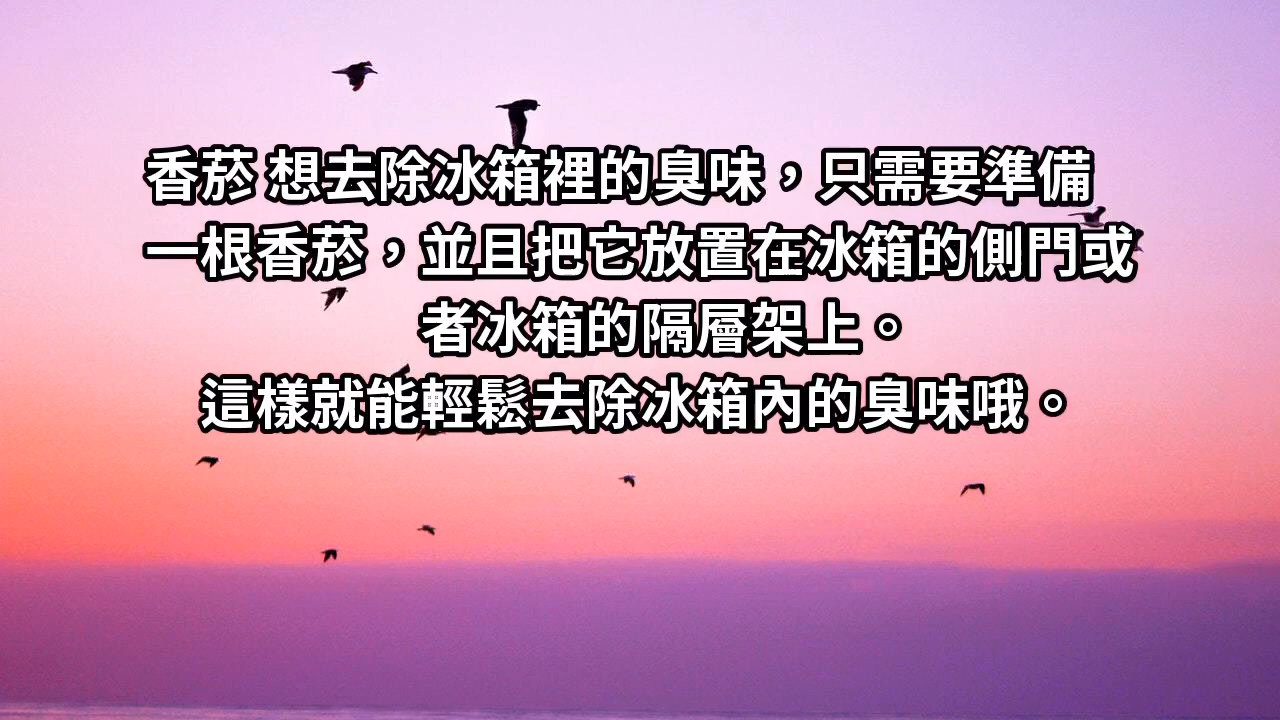 香菸 想去除冰箱裡的臭味，只需要準備
一根香菸，並且把它放置在冰箱的側門或
者冰箱的隔層架上。
這樣就能輕鬆去除冰箱內的臭味哦。